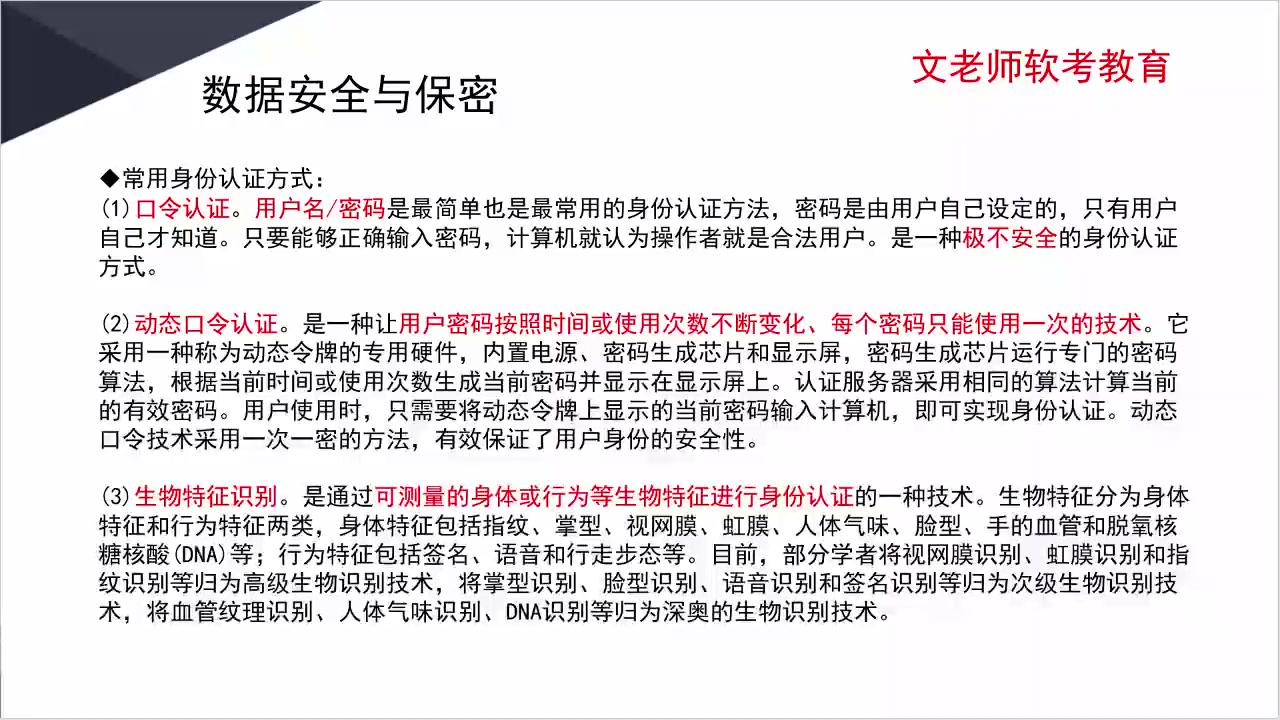 文老师软考教育
数据安全与保密
◆常用身份认证方式：
(1)口令认证。用户名/密码是最简单也是最常用的身份认证方法，密码是由用户自己设定的，只有用户
自己才知道。只要能够正确输入密码，计算机就认为操作者就是合法用户。是一种极不安全的身份认证
方式。
(2)动态口令认证。是一种让用户密码按照时间或使用次数不断变化、每个密码只能使用一次的技术。它
采用一种称为动态令牌的专用硬件，内置电源、密码生成芯片和显示屏，密码生成芯片运行专门的密码
算法，根据当前时间或使用次数生成当前密码并显示在显示屏上。认证服务器采用相同的算法计算当前
的有效密码。用户使用时，只需要将动态令牌上显示的当前密码输入计算机，即可实现身份认证。动态
口令技术采用一次一密的方法，有效保证了用户身份的安全性。
(3)生物特征识别。是通过可测量的身体或行为等生物特征进行身份认证的一种技术。生物特征分为身体
特征和行为特征两类，身体特征包括指纹、掌型、视网膜、虹膜、人体气味、脸型、手的血管和脱氧核
糖核酸(DNA)等；行为特征包括签名、语音和行走步态等。目前，部分学者将视网膜识别、虹膜识别和指
纹识别等归为高级生物识别技术，将掌型识别、脸型识别、语音识别和签名识别等归为次级生物识别技
术，将血管纹理识别、人体气味识别、DNA识别等归为深奥的生物识别技术。